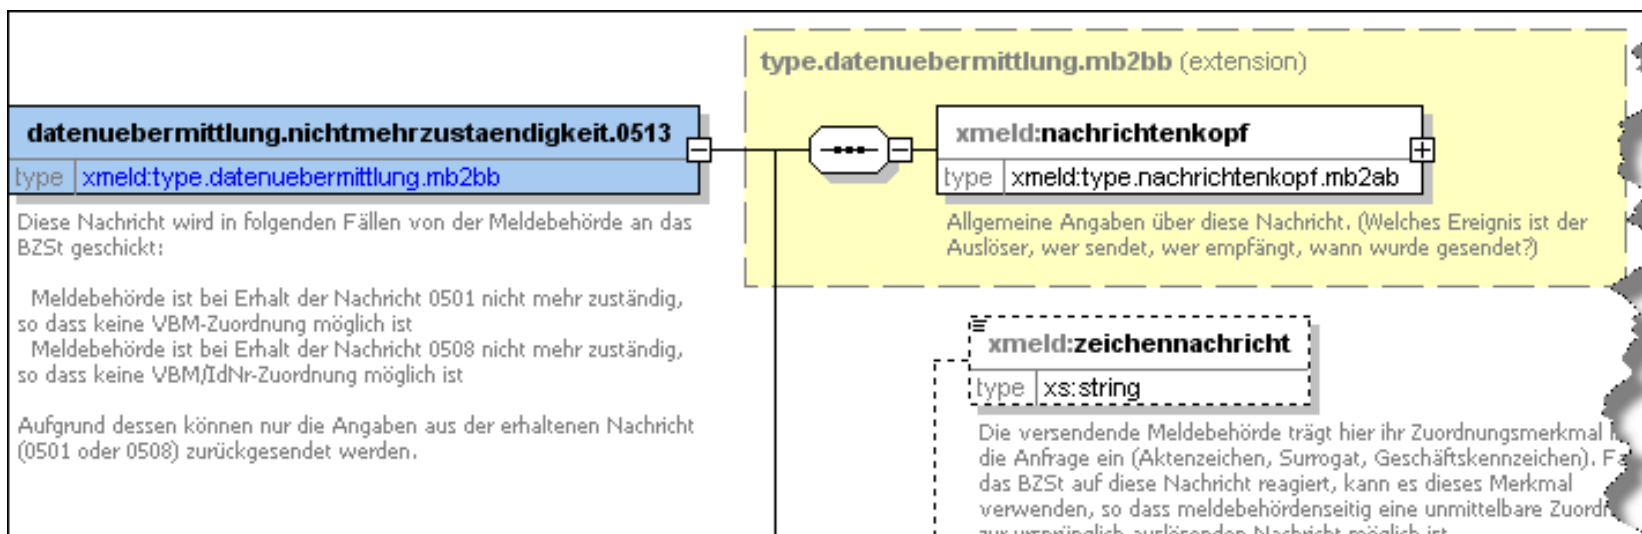 type.datenuebermittlung.mb2bb (extension)
datenuebermittlung.nichtmehrzustaendigkeit.0513
type xmeld:type.datenuebermittlung.mb2bb
Diese Nachricht wird in folgenden Fällen von der Meldebehörde an das
BZSt geschickt:
Meldebehörde ist bei Erhalt der Nachricht 0501 nicht mehr zuständig,
so dass keine VBM-Zuordnung möglich ist
Meldebehörde ist bei Erhalt der Nachricht 0508 nicht mehr zuständig,
so dass keine VBM/IdNr-Zuordnung möglich ist
Aufgrund dessen können nur die Angaben aus der erhaltenen Nachricht
(0501 oder 0508) zurückgesendet werden.
xmeld:nachrichtenkopf
type xmeld:type.nachrichtenkopf.mb2ab
Allgemeine Angaben über diese Nachricht. (Welches Ereignis ist der
Auslöser, wer sendet, wer empfängt, wann wurde gesendet?)
xmeld:zeichennachricht
type xs:string
Die versendende Meldebehörde trägt hier ihr Zuordnungsmerkmal
die Anfrage ein (Aktenzeichen, Surrogat, Geschäftskennzeichen).
das BZSt auf diese Nachricht reagiert, kann es dieses Merkmal
verwenden, so dass meldebehördenseitig eine unmittelbare
zur ursprünglich auslösenden Nachricht möglich ist